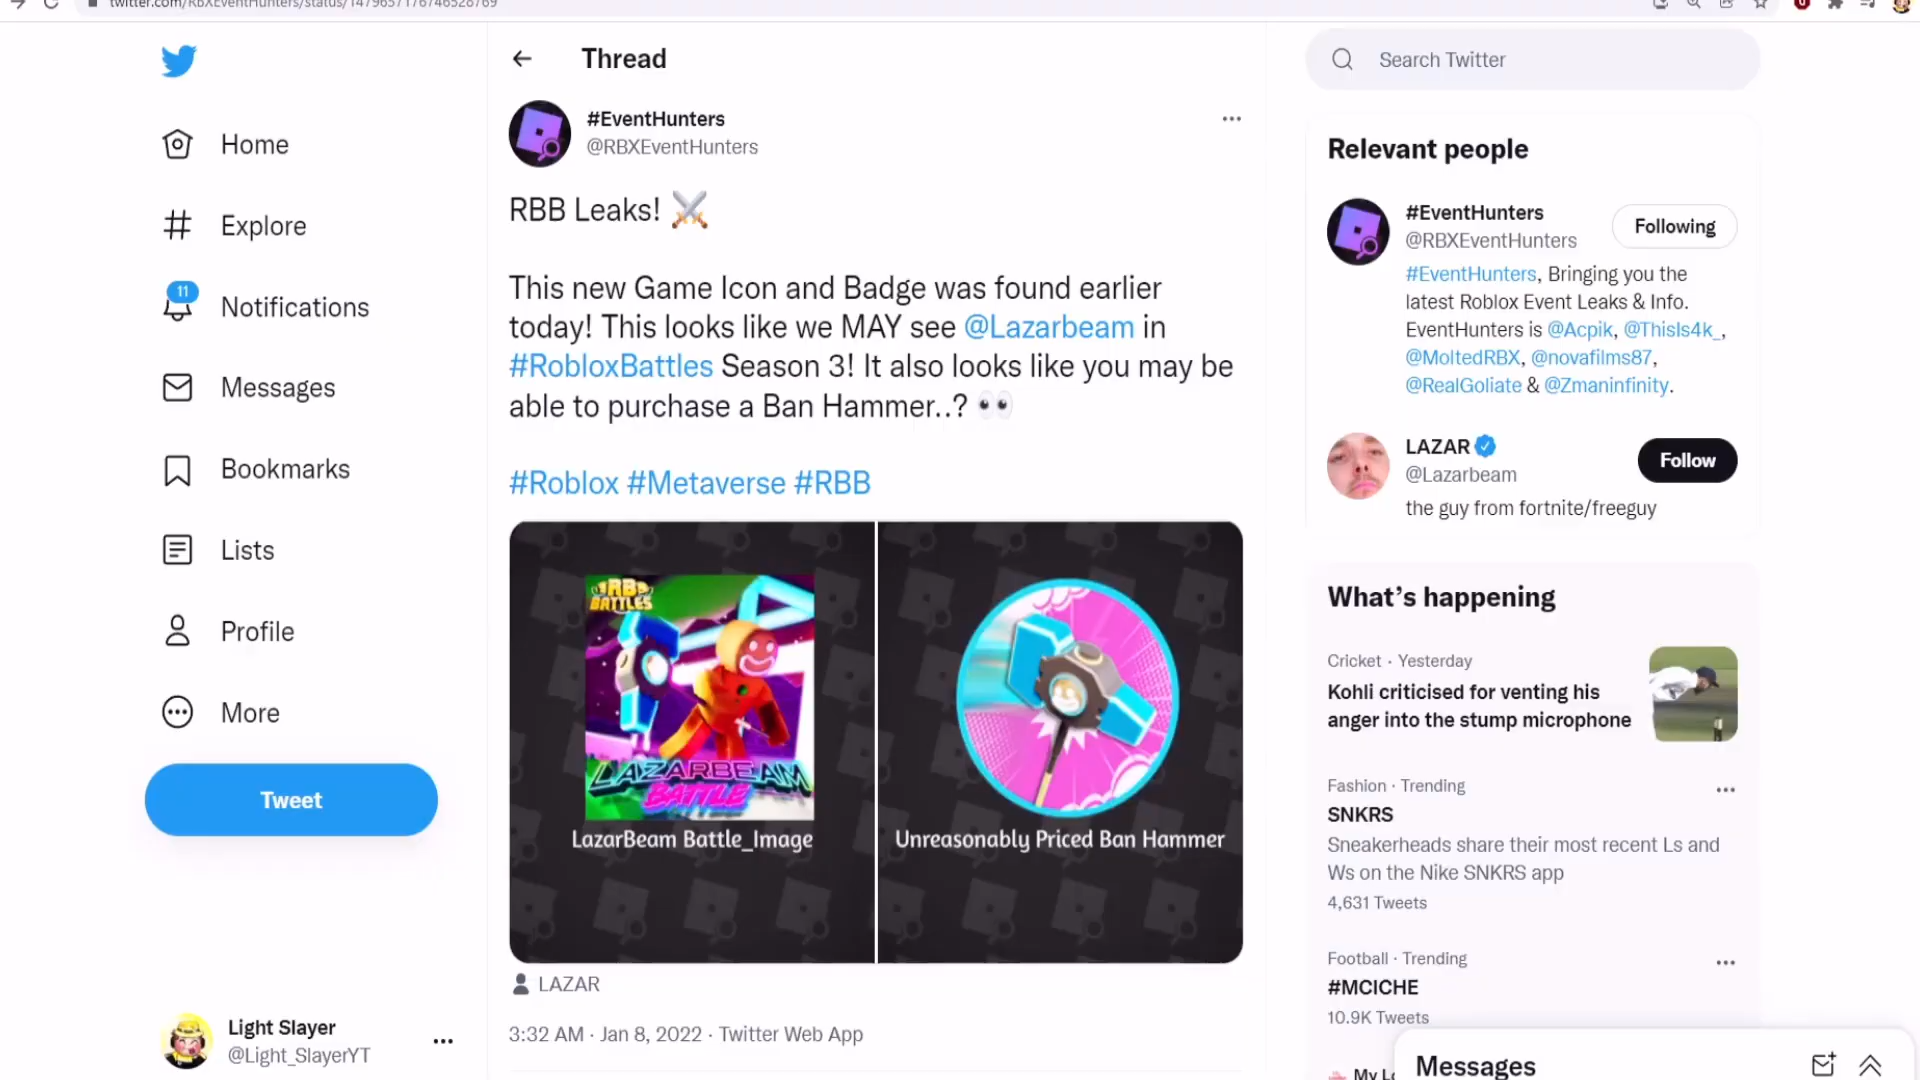 twitter.com/RBXEventHunters/status/1479657176746528769
Home
Explore
11
Notifications
Messages
Bookmarks
Lists
Profile
More
Tweet
Light Slayer
@Light_SlayerYT
Thread
#EventHunters
@RBXEventHunters
RBB Leaks! ⚔️
This new Game Icon and Badge was found earlier
today! This looks like we MAY see @Lazarbeam in
#RobloxBattles Season 3! It also looks like you may be
able to purchase a Ban Hammer..? 👀
#Roblox #Metaverse #RBB
RB
BATTLES
LAZARBEAM
BATTLE
LazarBeam Battle_Image
Unreasonably Priced Ban Hammer
LAZAR
3:32 AM · Jan 8, 2022 · Twitter Web App
Search Twitter
Relevant people
#EventHunters
@RBXEventHunters
Following
#EventHunters, Bringing you the
latest Roblox Event Leaks & Info.
EventHunters is @Acpik, @ThisIs4k_,
@MoltedRBX, @novafilms87,
@RealGoliate & @Zmaninfinity.
LAZAR
@Lazarbeam
Follow
the guy from fortnite/freeguy
What's happening
Cricket · Yesterday
Kohli criticised for venting his
anger into the stump microphone
Fashion · Trending
SNKRS
Sneakerheads share their most recent Ls and
Ws on the Nike SNKRS app
4,631 Tweets
Football · Trending
#MCICHE
10.9K Tweets
Messages